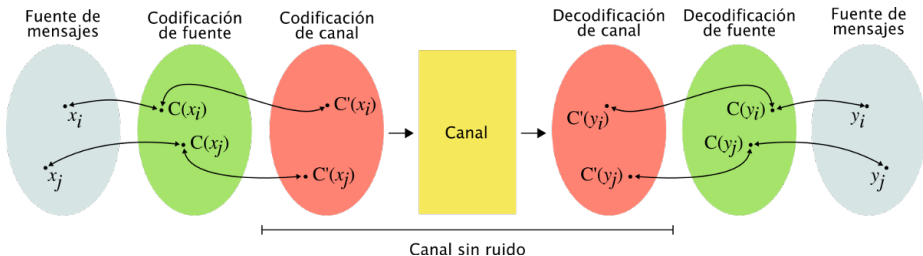 Fuente de
mensajes
Codificación
de fuente
Codificación
de canal
Decodificación
de canal
Decodificación
de fuente
Fuente de
mensajes
x_i
x_j
C(x_i)
C(x_j)
C'(x_i)
C'(x_j)
Canal
C'(y_i)
C'(y_j)
C(y_i)
C(y_j)
y_i
y_j
Canal sin ruido